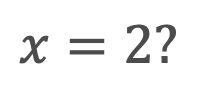 x = 2?